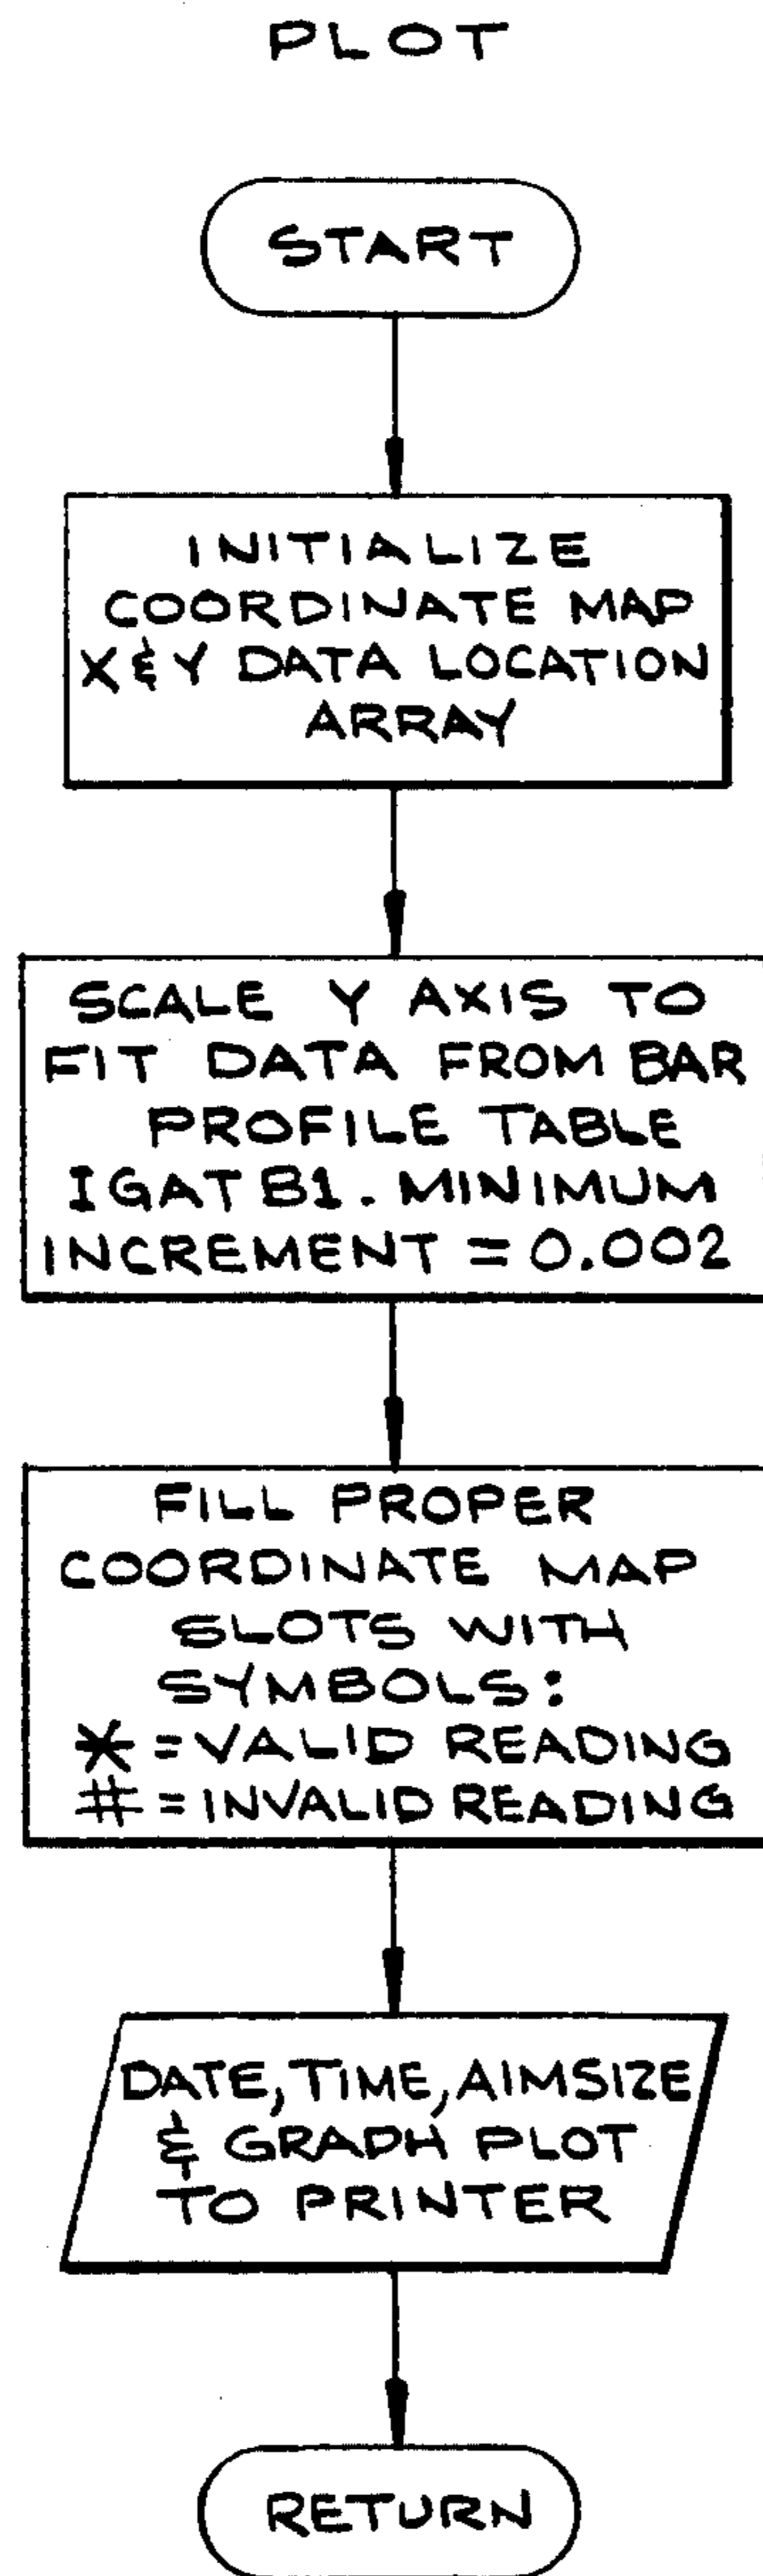 PLOT
START
INITIALIZE
COORDINATE MAP
X & Y DATA LOCATION
ARRAY
SCALE Y AXIS TO
FIT DATA FROM BAR
PROFILE TABLE
IGATB1. MINIMUM
INCREMENT = 0.002
FILL PROPER
COORDINATE MAP
SLOTS WITH
SYMBOLS:
* = VALID READING
# = INVALID READING
DATE, TIME, AIMSIZE
& GRAPH PLOT
TO PRINTER
RETURN